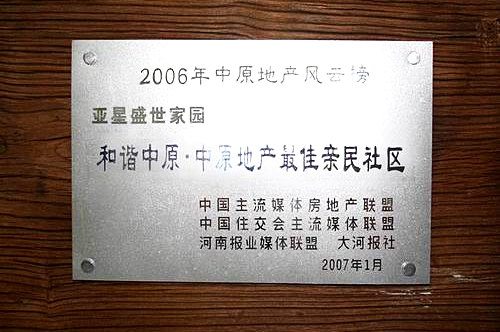 2006年中原地产风云榜
亚星盛世家园
和谐中原·中原地产最佳亲民社区
中国主流媒体房地产联盟
中国住交会主流媒体联盟
河南报业媒体联盟 大河报社
2007年1月